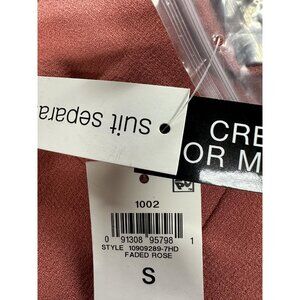 suit separa
CRE
OR M
1002
0 91308 95798 1
STYLE 10909289-7HD
FADED ROSE
S